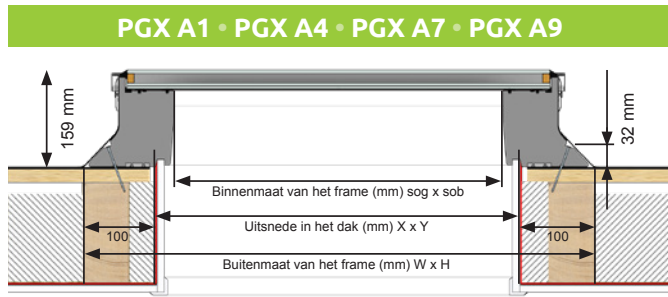 PGX A1 • PGX A4 • PGX A7 • PGX A9
159 mm
32 mm
Binnenmaat van het frame (mm) sog x sob
100
Uitsnede in het dak (mm) X x Y
100
Buitenmaat van het frame (mm) W x H